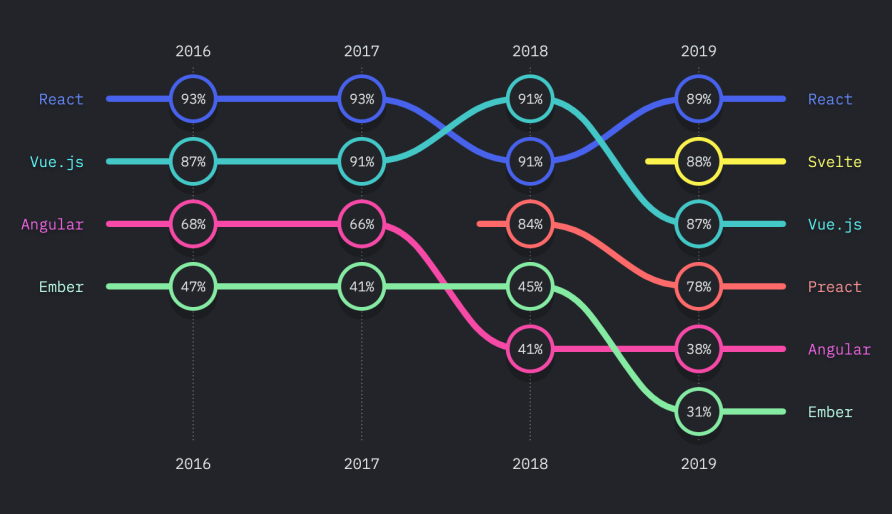 2016 2017 2018 2019
React 93% 93% 91% 89% React
Vue.js 87% 91% 91% 88% Svelte
Angular 68% 66% 84% 87% Vue.js
Ember 47% 41% 45% 78% Preact
41% 38% Angular
31% Ember
2016 2017 2018 2019